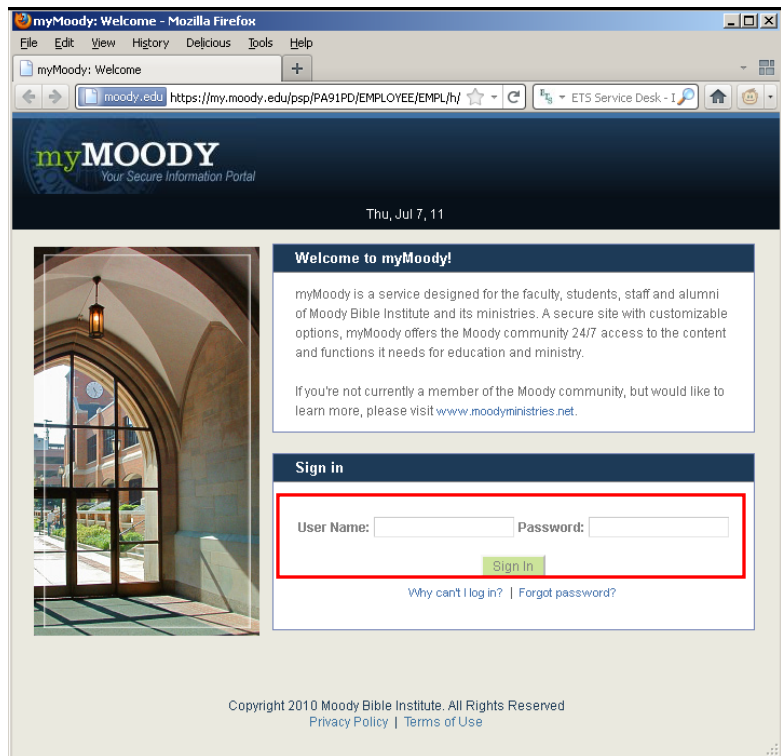 myMoody: Welcome - Mozilla Firefox
File Edit View History Delicious Tools Help
myMoody: Welcome
moody.edu https://my.moody.edu/psp/PA91PD/EMPLOYEE/EMPL/h/ ETS ETS Service Desk - I
myMOODY
Your Secure Information Portal
Thu, Jul 7, 11
Welcome to myMoody!
myMoody is a service designed for the faculty, students, staff and alumni
of Moody Bible Institute and its ministries. A secure site with customizable
options, myMoody offers the Moody community 24/7 access to the content
and functions it needs for education and ministry.
If you're not currently a member of the Moody community, but would like to
learn more, please visit www.moodyministries.net.
Sign in
User Name: Password:
Sign In
Why can't I log in? | Forgot password?
Copyright 2010 Moody Bible Institute. All Rights Reserved
Privacy Policy | Terms of Use